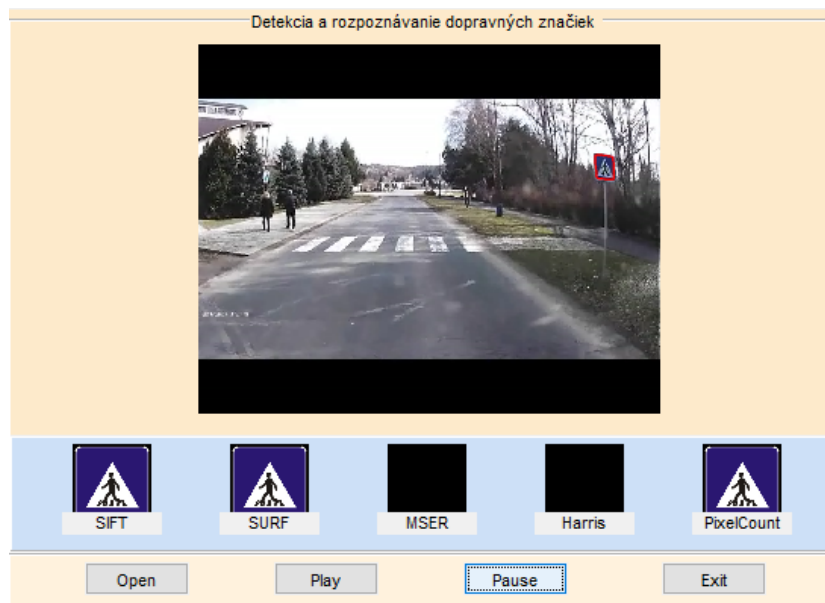 Detekcia a rozpoznávanie dopravných značiek
SIFT
SURF
MSER
Harris
PixelCount
Open
Play
Pause
Exit